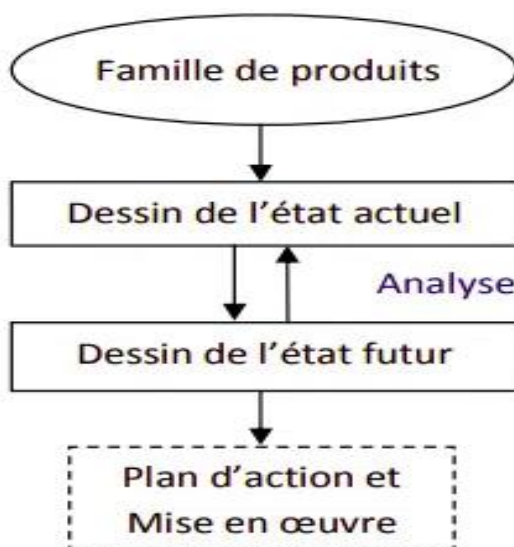 Famille de produits
Dessin de l'état actuel
Analyse
Dessin de l'état futur
Plan d'action et
Mise en œuvre